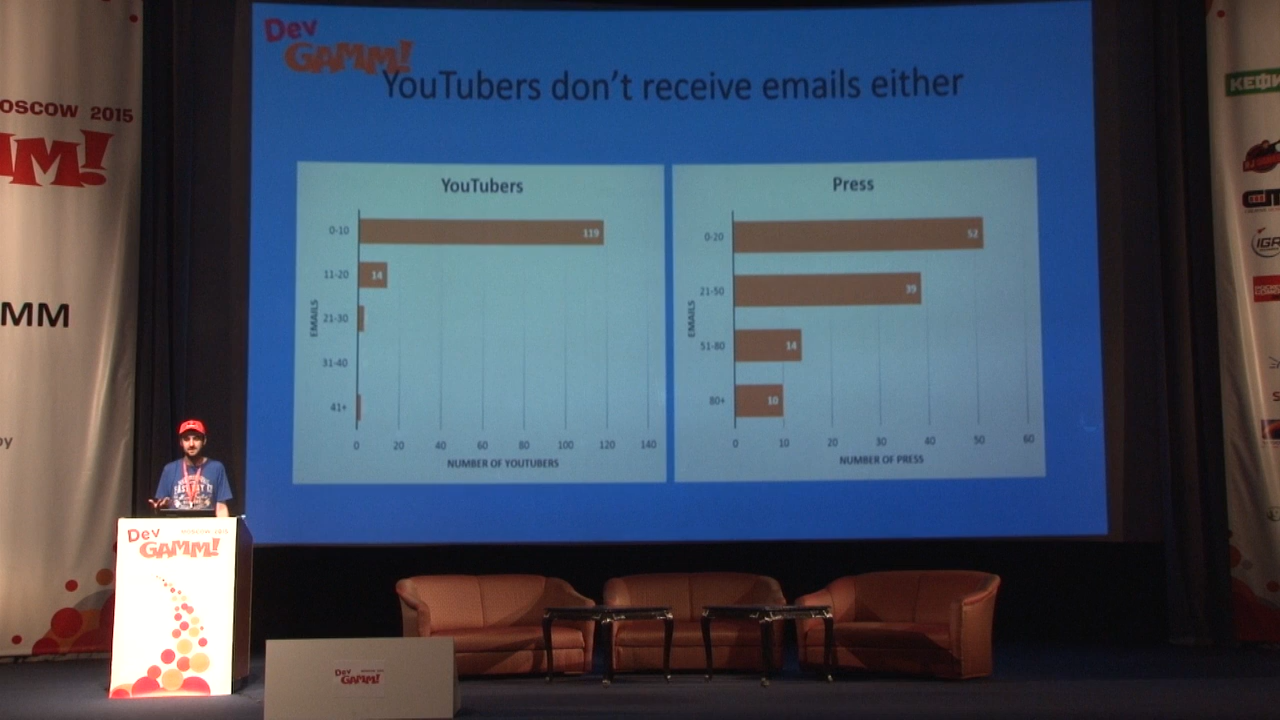 Dev
GAMM!
YouTubers don't receive emails either
YouTubers
EMAILS
0-10
119
11-20
14
21-30
31-40
41+
0 20 40 60 80 100 120 140
NUMBER OF YOUTUBERS
Press
EMAILS
0-20
52
21-50
39
51-80
14
80+
10
0 10 20 30 40 50 60
NUMBER OF PRESS
OSCOW 2015
MM!
MM
by
Dev
GAMM!
Dev
GAMM!
КЕФИ
IGR